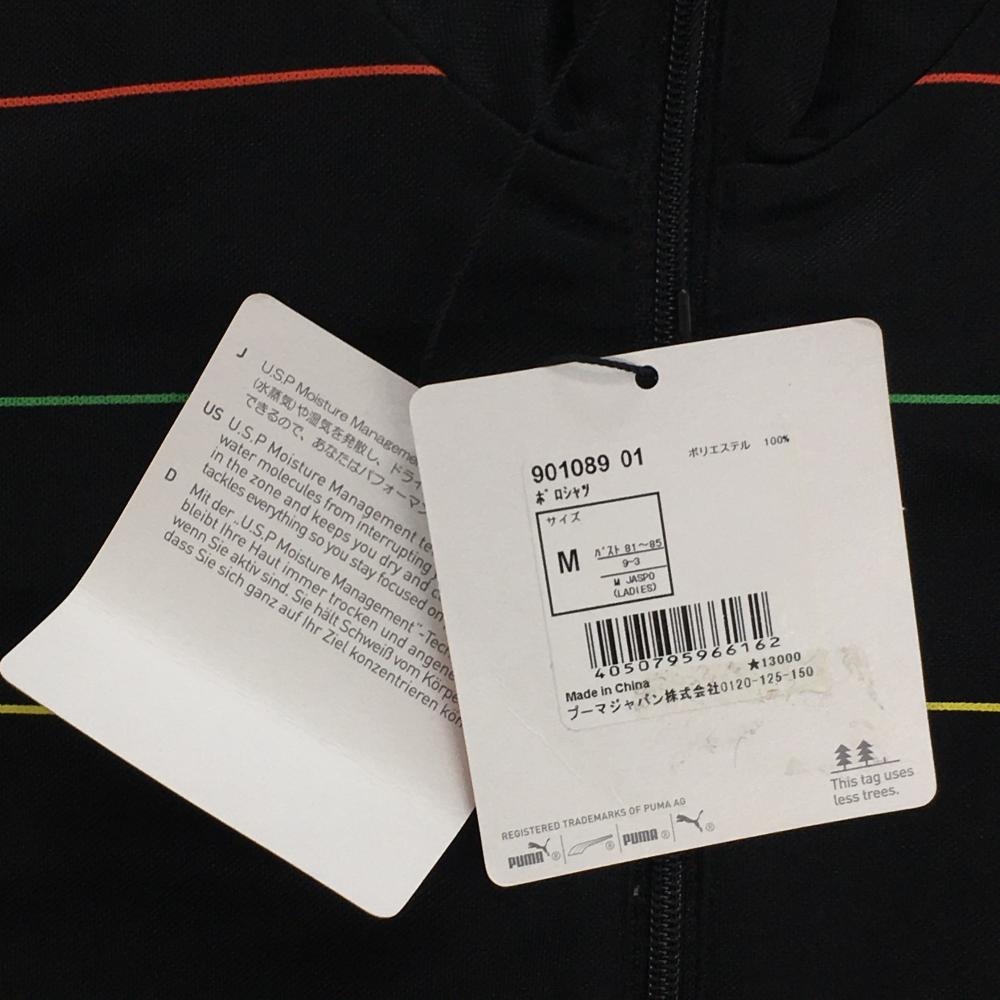 J U.S.P Moisture Manageme
(水蒸気)や湿気を発散し、ドライ
できるので、あなたはパフォーマン
US U.S.P Moisture Management te
water molecules from interrupting
in the zone and keeps you dry and c
tackles everything so you stay focused on
D Mit der „U.S.P Moisture Management"-Tech
bleibt Ihre Haut immer trocken und angene
wenn Sie aktiv sind. Sie hält Schweiß vom Körpe
dass Sie sich ganz auf Ihr Ziel konzentrieren kön
901089 01 ポリエステル 100%
ポロシャツ
サイズ
M バスト 81〜85
9-3
M JASPO
(LADIES)
4050795966162
★13000
Made in China
プーマジャパン株式会社0120-125-150
This tag uses
less trees.
REGISTERED TRADEMARKS OF PUMA AG
PUMA ® ® PUMA ® ®